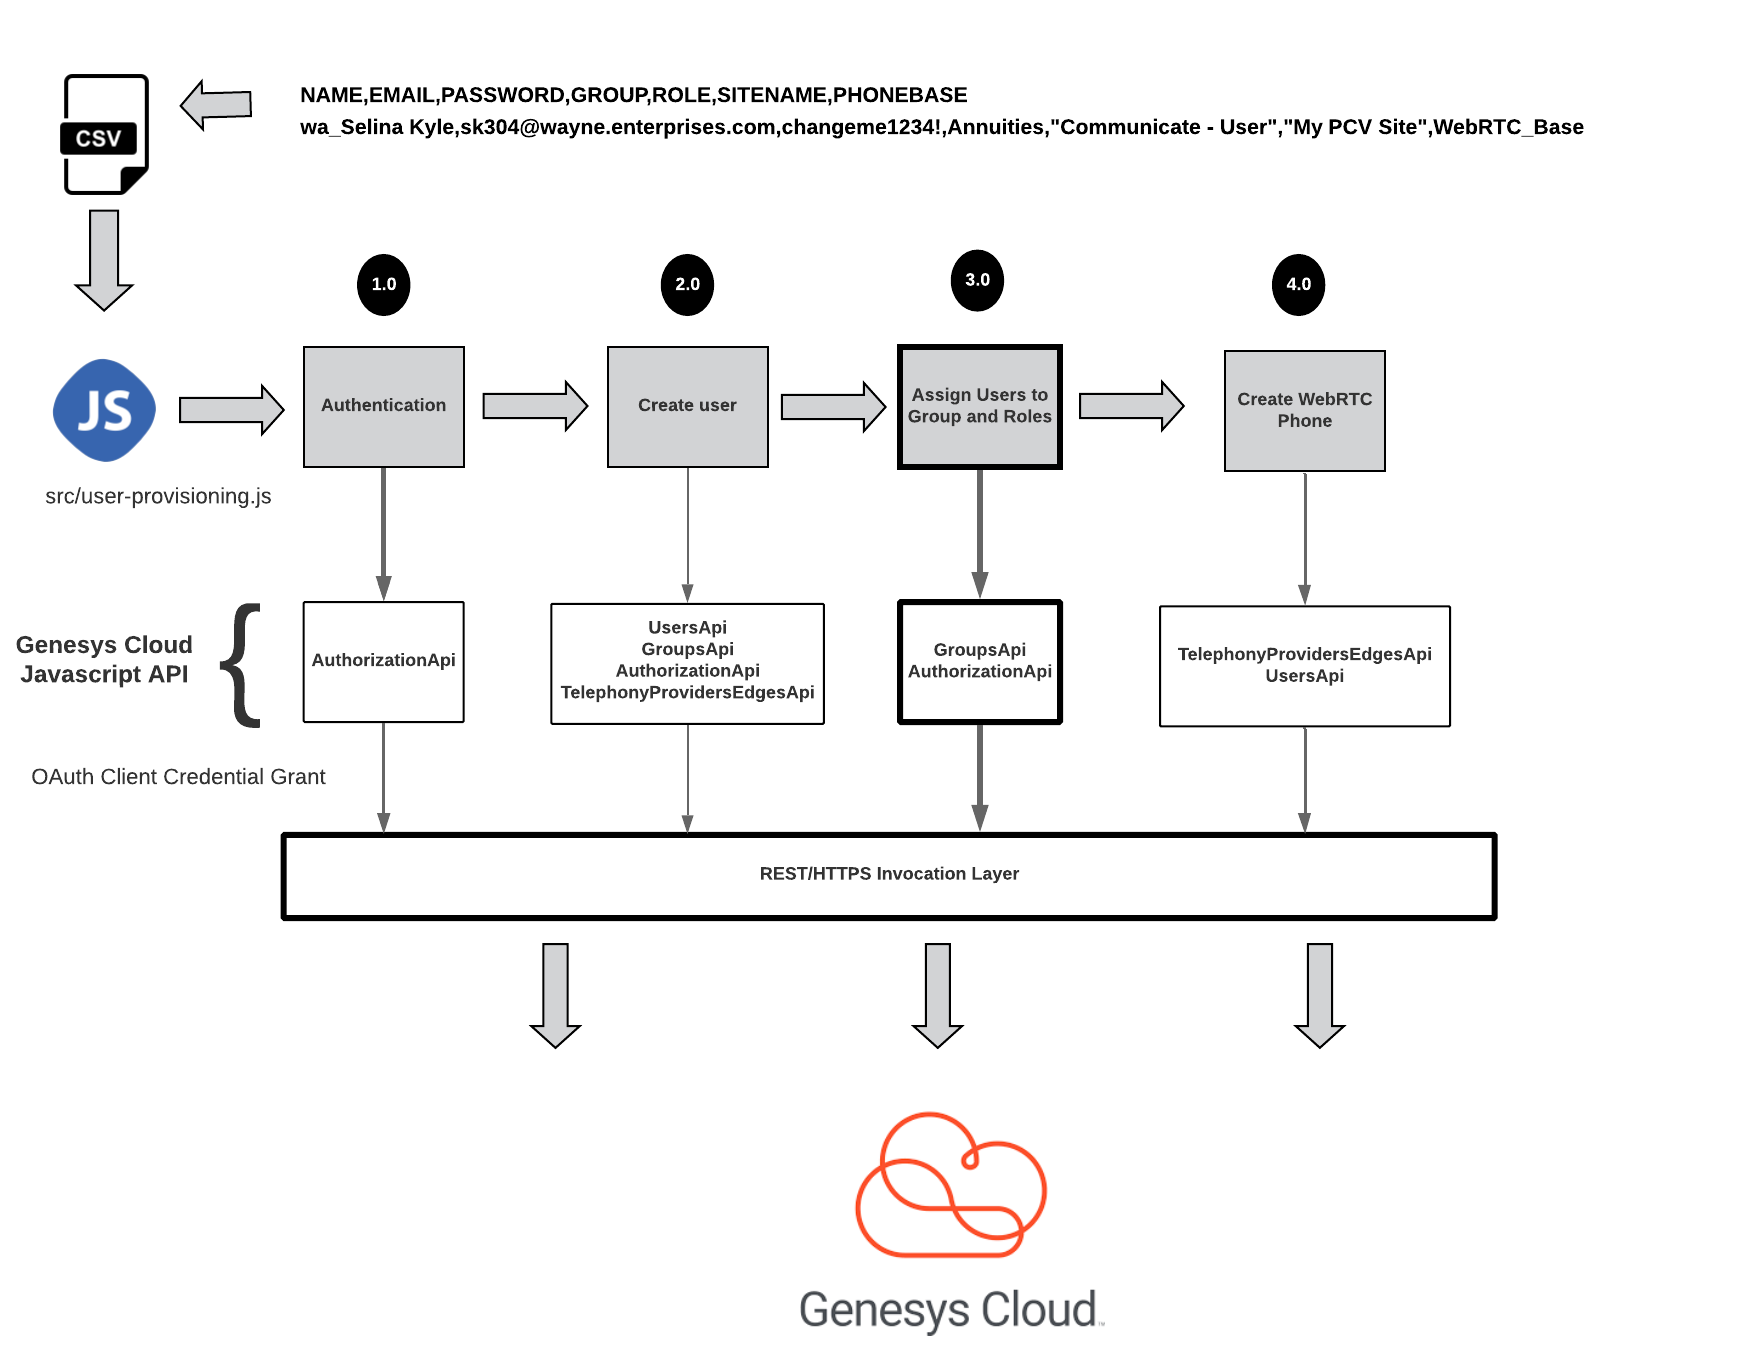 NAME,EMAIL,PASSWORD,GROUP,ROLE,SITENAME,PHONEBASE
wa_Selina Kyle,sk304@wayne.enterprises.com,changeme1234!,Annuities,"Communicate - User","My PCV Site",WebRTC_Base
CSV
1.0
2.0
3.0
4.0
JS
src/user-provisioning.js
Authentication
Create user
Assign Users to
Group and Roles
Create WebRTC
Phone
Genesys Cloud
Javascript API
{
AuthorizationApi
UsersApi
GroupsApi
AuthorizationApi
TelephonyProvidersEdgesApi
GroupsApi
AuthorizationApi
TelephonyProvidersEdgesApi
UsersApi
OAuth Client Credential Grant
REST/HTTPS Invocation Layer
Genesys Cloud™